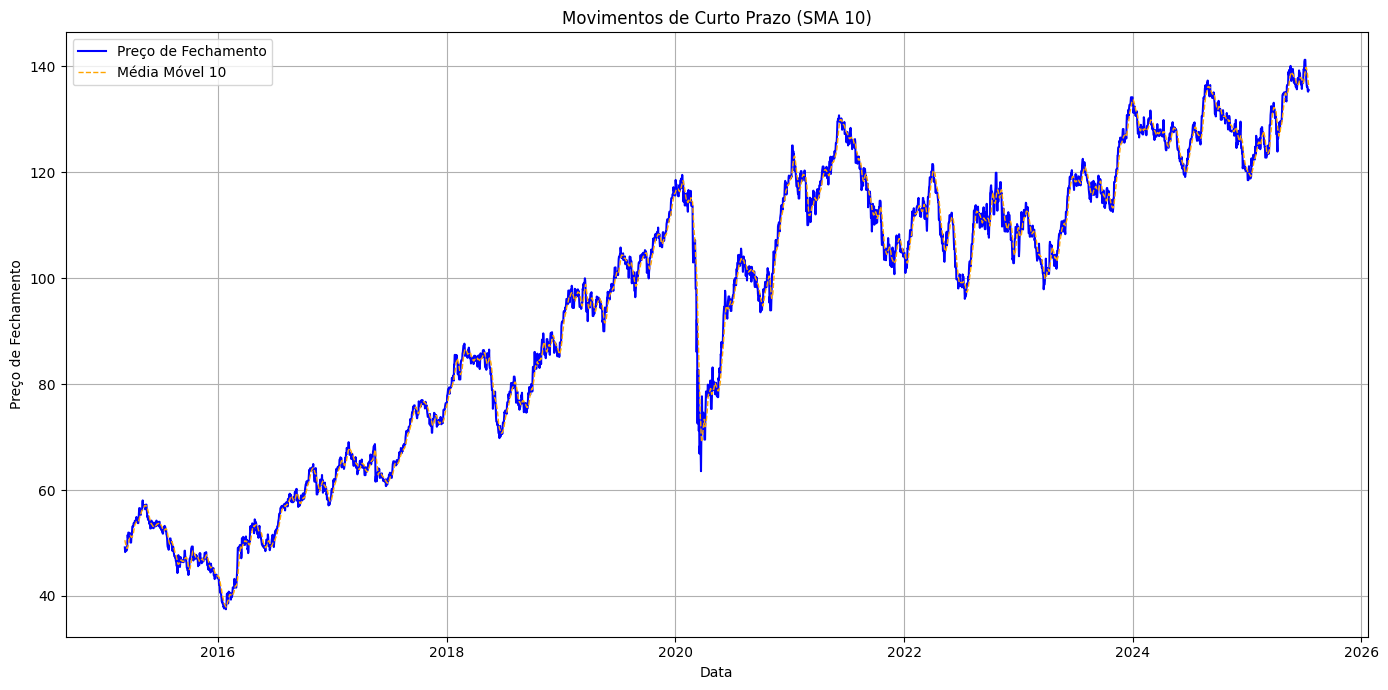 Movimentos de Curto Prazo (SMA 10)
Preço de Fechamento
Média Móvel 10
Preço de Fechamento
140
120
100
80
60
40
2016
2018
2020
2022
2024
2026
Data